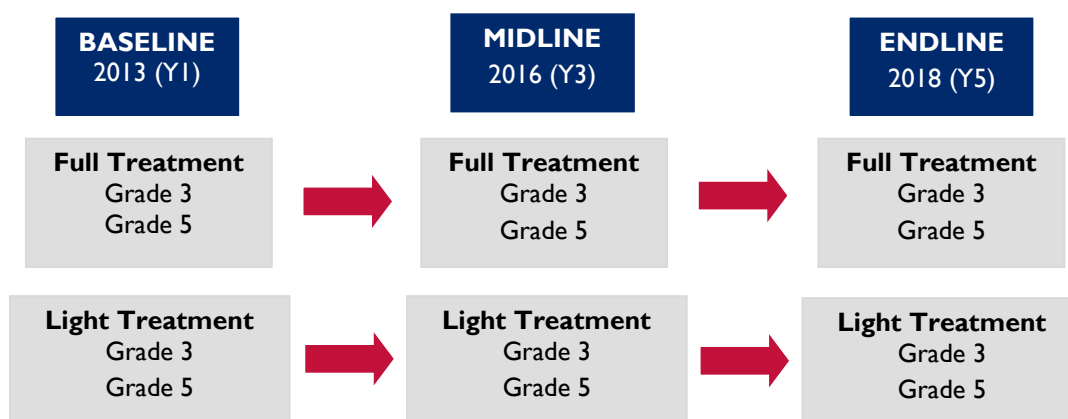 BASELINE
2013 (Y1)
MIDLINE
2016 (Y3)
ENDLINE
2018 (Y5)
Full Treatment
Grade 3
Grade 5
Full Treatment
Grade 3
Grade 5
Full Treatment
Grade 3
Grade 5
Light Treatment
Grade 3
Grade 5
Light Treatment
Grade 3
Grade 5
Light Treatment
Grade 3
Grade 5